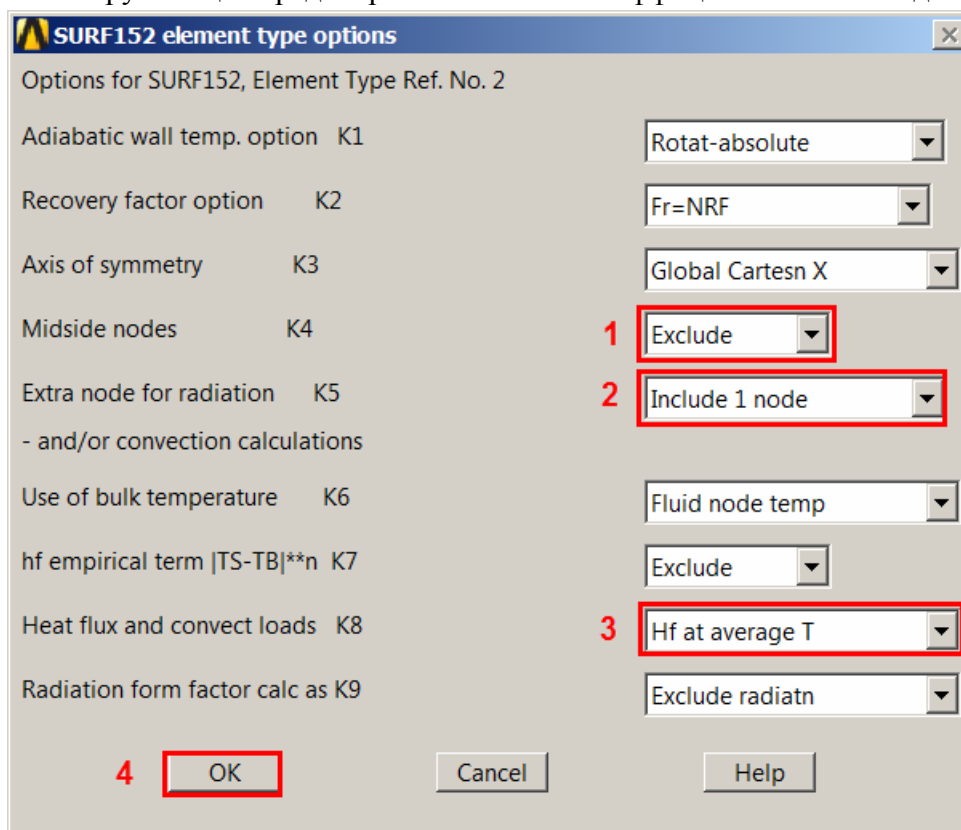 SURF152 element type options
Options for SURF152, Element Type Ref. No. 2
Adiabatic wall temp. option K1 Rotat-absolute
Recovery factor option K2 Fr=NRF
Axis of symmetry K3 Global Cartesn X
Midside nodes K4 1 Exclude
Extra node for radiation K5 2 Include 1 node
- and/or convection calculations
Use of bulk temperature K6 Fluid node temp
hf empirical term |TS-TB|**n K7 Exclude
Heat flux and convect loads K8 3 Hf at average T
Radiation form factor calc as K9 Exclude radiatn
4 OK Cancel Help